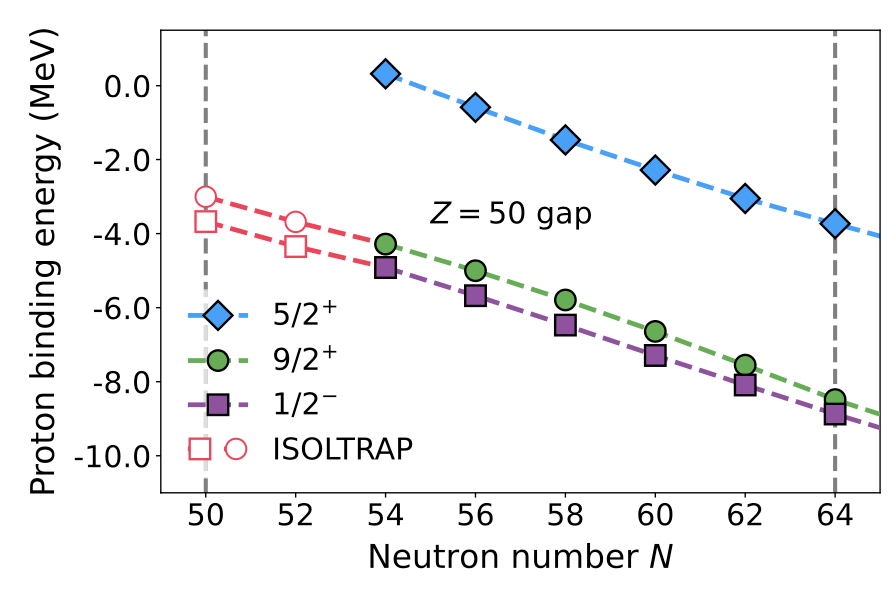 Proton binding energy (MeV)
0.0
-2.0
-4.0
-6.0
-8.0
-10.0
Z = 50 gap
5/2⁺
9/2⁺
1/2⁻
ISOLTRAP
50 52 54 56 58 60 62 64
Neutron number N